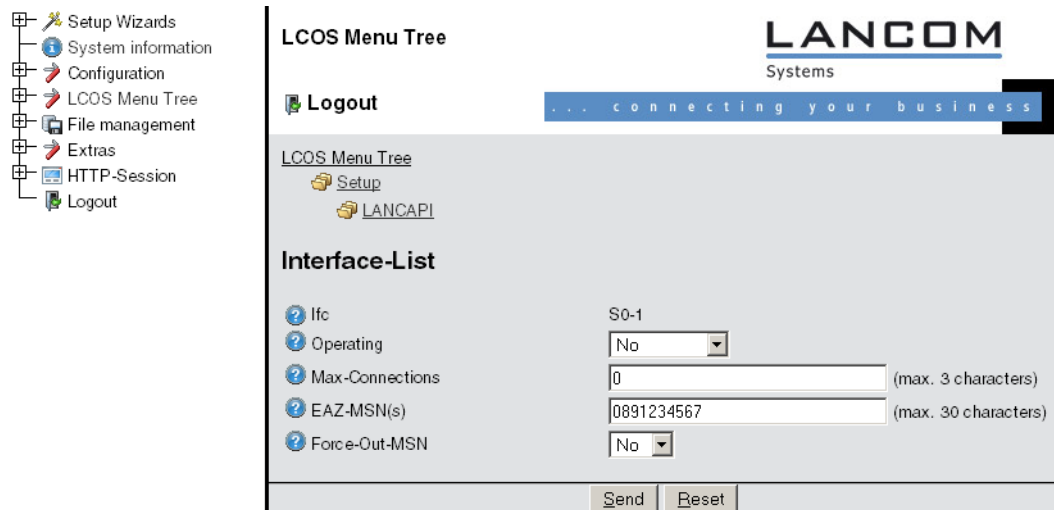 Setup Wizards
System information
Configuration
LCOS Menu Tree
File management
Extras
HTTP-Session
Logout
LCOS Menu Tree
LANCOM
Systems
Logout
... connecting your business
LCOS Menu Tree
Setup
LANCAPI
Interface-List
Ifc S0-1
Operating No
Max-Connections 0 (max. 3 characters)
EAZ-MSN(s) 0891234567 (max. 30 characters)
Force-Out-MSN No
Send Reset